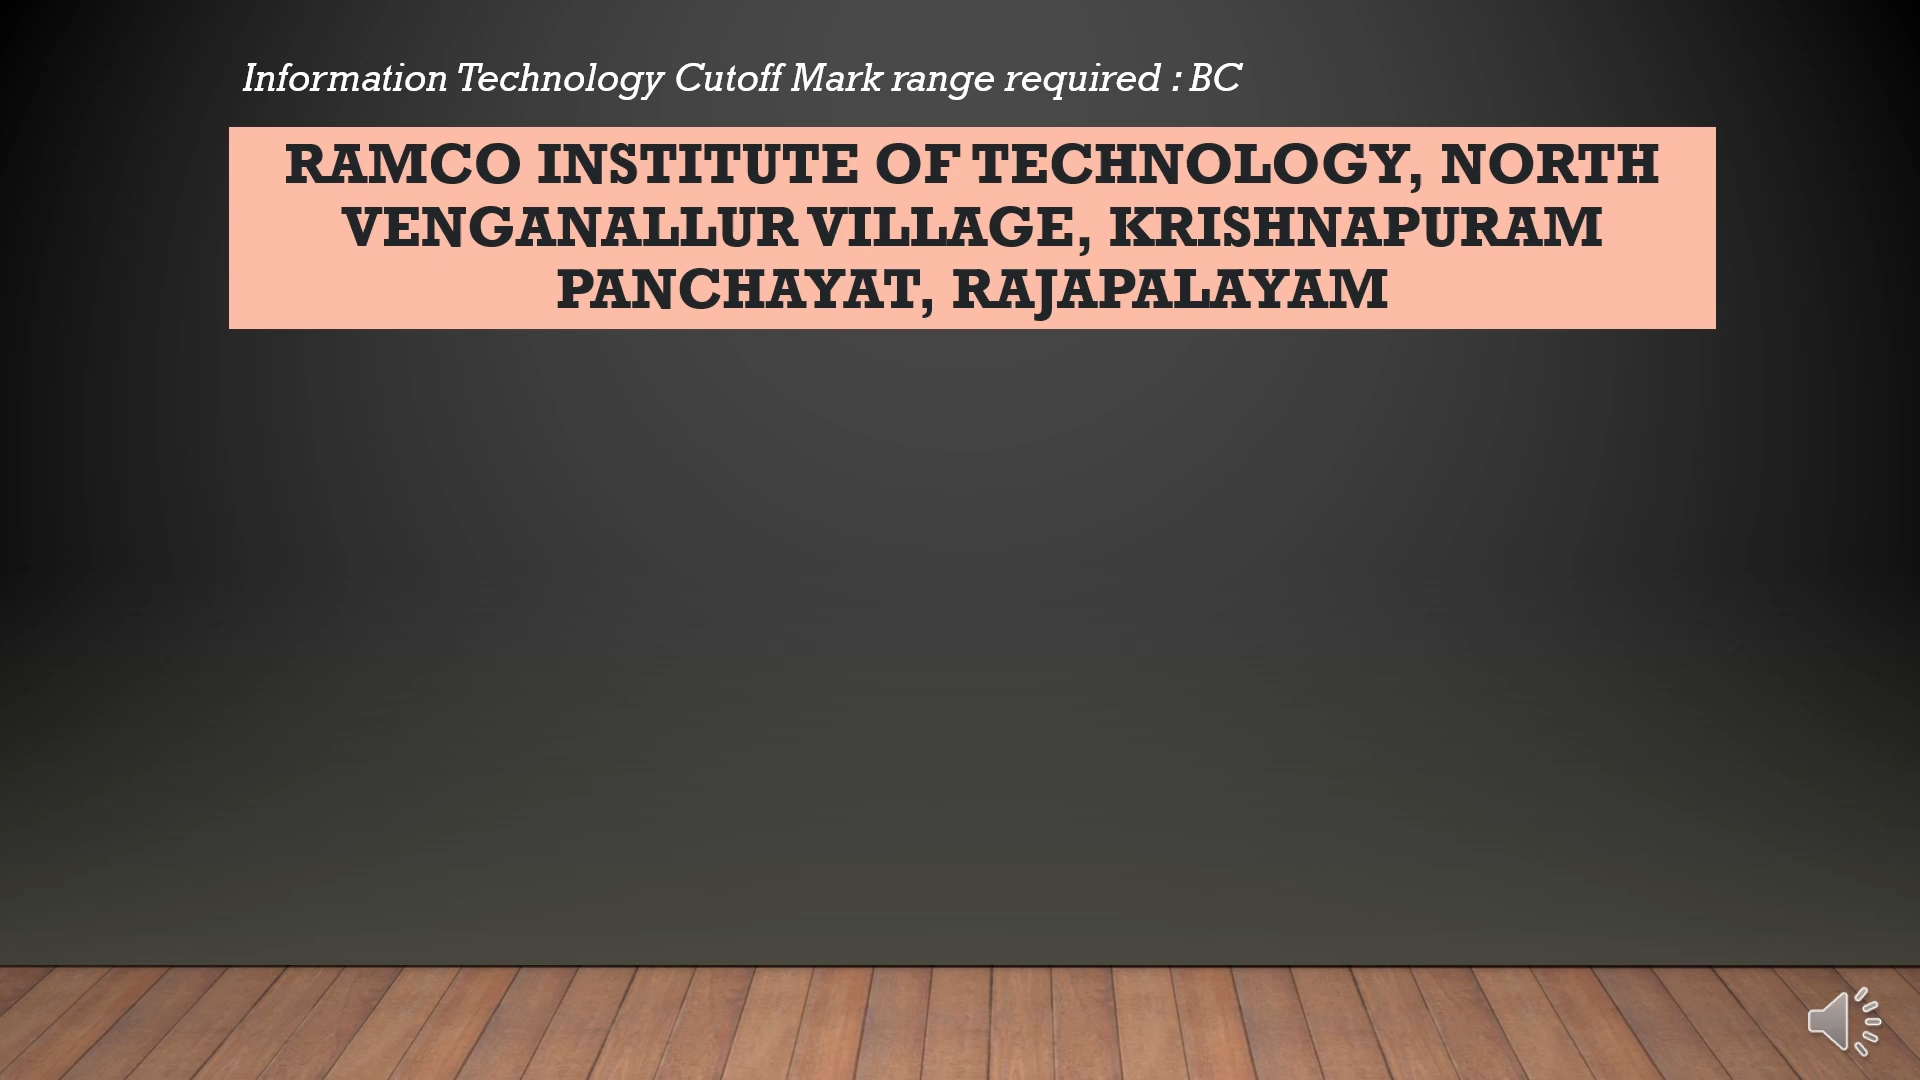 Information Technology Cutoff Mark range required : BC
RAMCO INSTITUTE OF TECHNOLOGY, NORTH
VENGANALLUR VILLAGE, KRISHNAPURAM
PANCHAYAT, RAJAPALAYAM